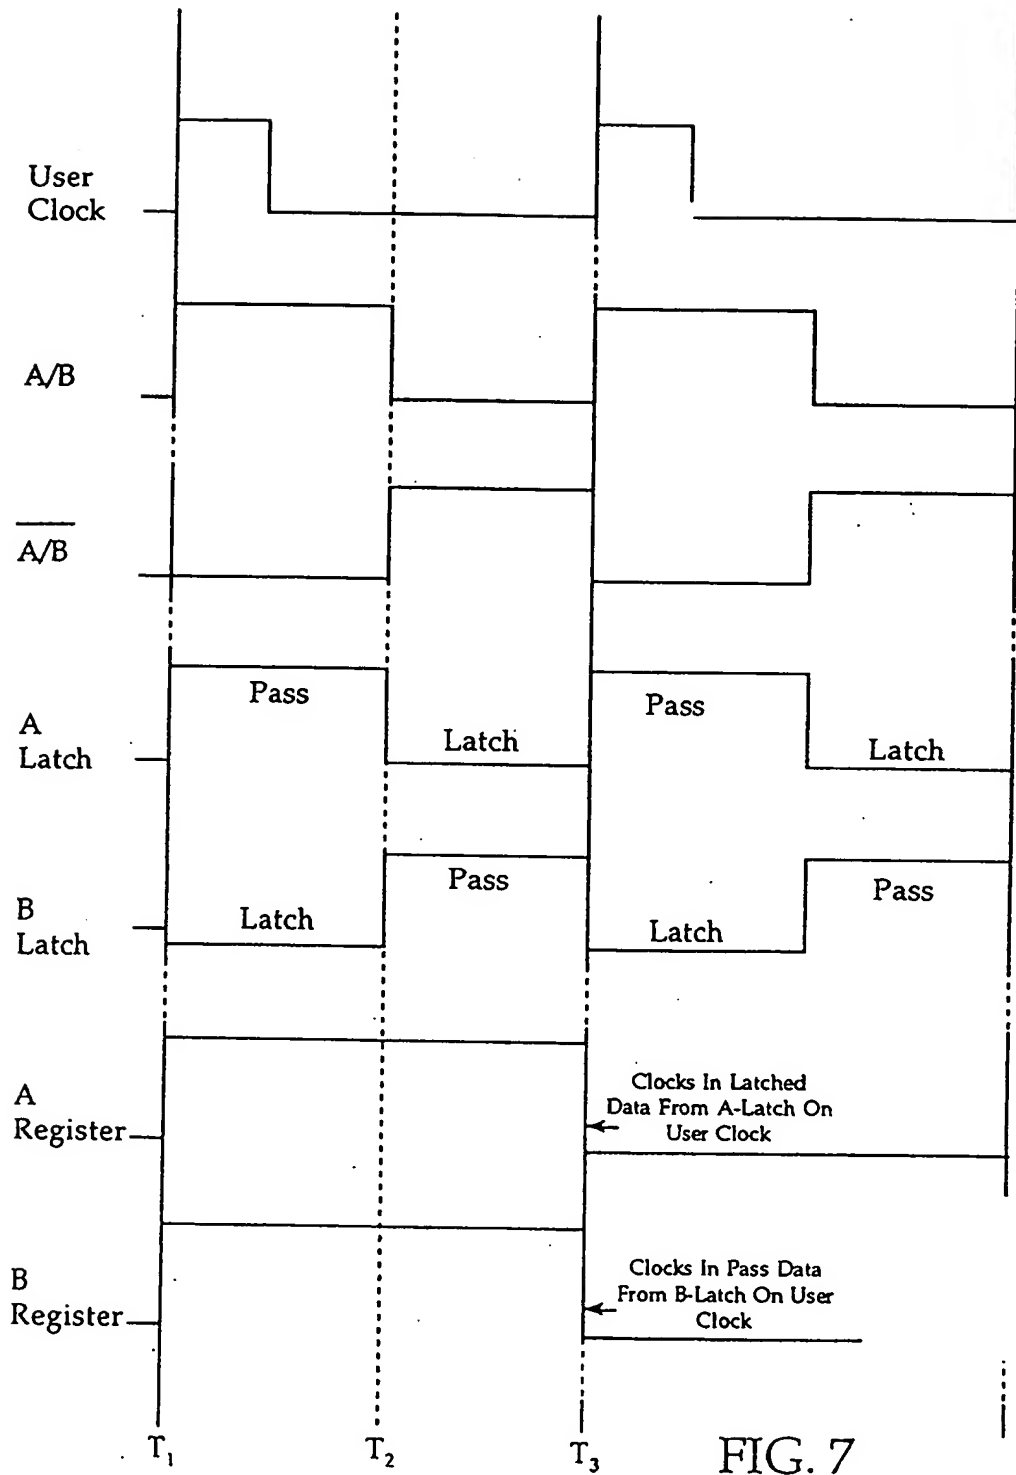 User
Clock
A/B
A/B
Pass
Pass
A
Latch
Latch
Latch
Pass
Pass
B
Latch
Latch
Latch
A
Register
Clocks In Latched
Data From A-Latch On
User Clock
B
Register
Clocks In Pass Data
From B-Latch On User
Clock
T₁
T₂
T₃
FIG. 7